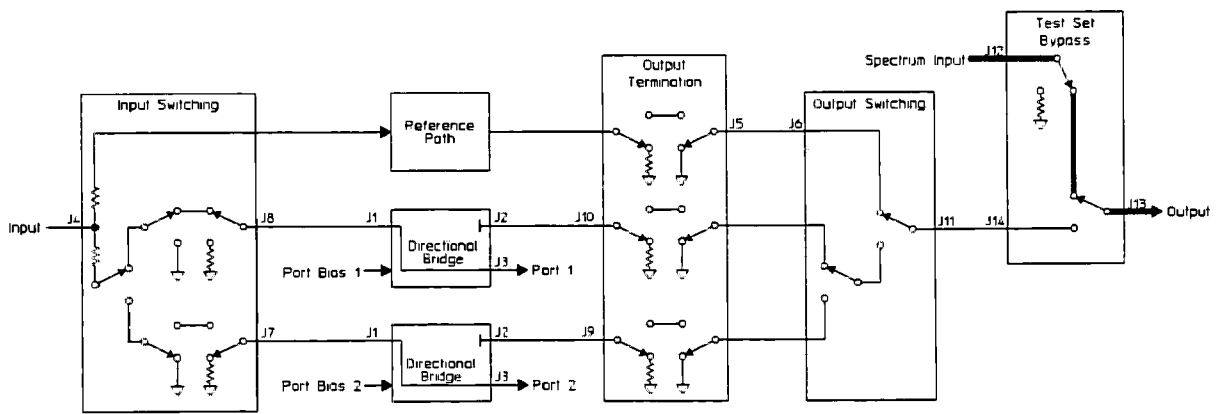 Test Set
Bypass
J12
Spectrum Input
Output
Termination
Input Switching
Output Switching
Reference
Path
J5
J6
J4
Input
J8
J1
J2
J10
J11
J14
J13
Output
Directional
Bridge
J3
Port Bias 1
Port 1
J7
J1
J2
J9
Directional
Bridge
J3
Port Bias 2
Port 2